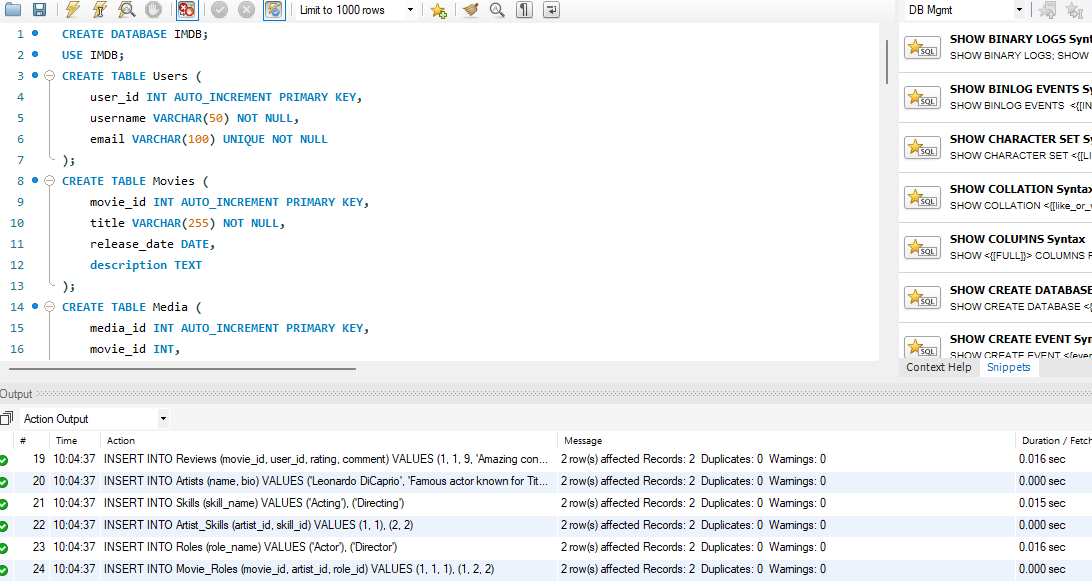 Limit to 1000 rows
DB Mgmt
1 CREATE DATABASE IMDB;
2 USE IMDB;
3 CREATE TABLE Users (
4 user_id INT AUTO_INCREMENT PRIMARY KEY,
5 username VARCHAR(50) NOT NULL,
6 email VARCHAR(100) UNIQUE NOT NULL
7 );
8 CREATE TABLE Movies (
9 movie_id INT AUTO_INCREMENT PRIMARY KEY,
10 title VARCHAR(255) NOT NULL,
11 release_date DATE,
12 description TEXT
13 );
14 CREATE TABLE Media (
15 media_id INT AUTO_INCREMENT PRIMARY KEY,
16 movie_id INT,
SQL SHOW BINARY LOGS Synt
SHOW BINARY LOGS; SHOW
SQL SHOW BINLOG EVENTS Sy
SHOW BINLOG EVENTS <{[IN
SQL SHOW CHARACTER SET Sy
SHOW CHARACTER SET <{[LI
SQL SHOW COLLATION Syntax
SHOW COLLATION <{[like_or_w
SQL SHOW COLUMNS Syntax
SHOW <{[FULL]}> COLUMNS F
SQL SHOW CREATE DATABASE
SHOW CREATE DATABASE <{
SQL SHOW CREATE EVENT Syn
SHOW CREATE EVENT <{even
Context Help Snippets
Output
Action Output
# Time Action Message Duration / Fetch
19 10:04:37 INSERT INTO Reviews (movie_id, user_id, rating, comment) VALUES (1, 1, 9, 'Amazing con... 2 row(s) affected Records: 2 Duplicates: 0 Warnings: 0 0.016 sec
20 10:04:37 INSERT INTO Artists (name, bio) VALUES ('Leonardo DiCaprio', 'Famous actor known for Tit... 2 row(s) affected Records: 2 Duplicates: 0 Warnings: 0 0.000 sec
21 10:04:37 INSERT INTO Skills (skill_name) VALUES ('Acting'), ('Directing') 2 row(s) affected Records: 2 Duplicates: 0 Warnings: 0 0.015 sec
22 10:04:37 INSERT INTO Artist_Skills (artist_id, skill_id) VALUES (1, 1), (2, 2) 2 row(s) affected Records: 2 Duplicates: 0 Warnings: 0 0.000 sec
23 10:04:37 INSERT INTO Roles (role_name) VALUES ('Actor'), ('Director') 2 row(s) affected Records: 2 Duplicates: 0 Warnings: 0 0.016 sec
24 10:04:37 INSERT INTO Movie_Roles (movie_id, artist_id, role_id) VALUES (1, 1, 1), (1, 2, 2) 2 row(s) affected Records: 2 Duplicates: 0 Warnings: 0 0.000 sec